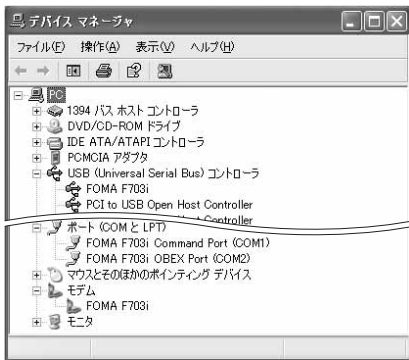 デバイス マネージャ
ファイル(F) 操作(A) 表示(V) ヘルプ(H)
PC
1394 バス ホスト コントローラ
DVD/CD-ROM ドライブ
IDE ATA/ATAPI コントローラ
PCMCIA アダプタ
USB (Universal Serial Bus) コントローラ
FOMA F703i
PCI to USB Open Host Controller
Host Controller
ポート (COM と LPT)
FOMA F703i Command Port (COM1)
FOMA F703i OBEX Port (COM2)
マウスとそのほかのポインティング デバイス
モデム
FOMA F703i
モニタ